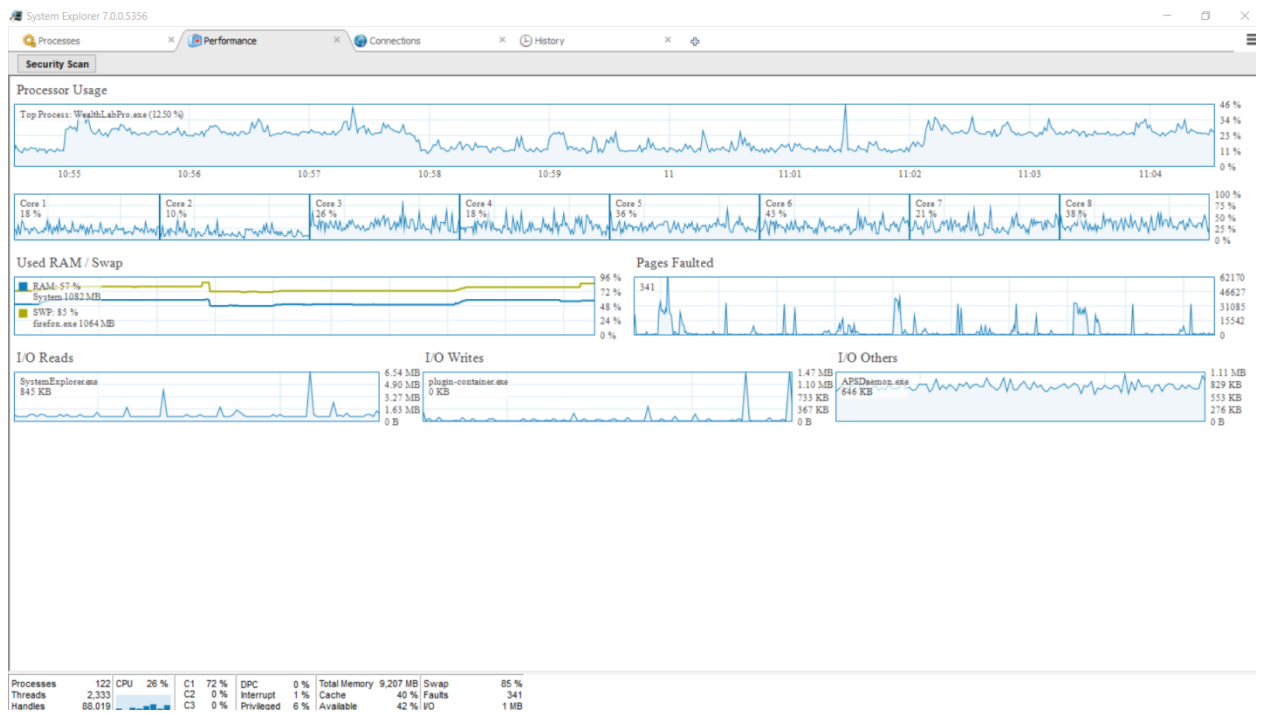 System Explorer 7.0.0.5356
Processes
Performance
Connections
History
Security Scan
Processor Usage
Top Process: WealthLabPro.exe (12.50 %)
46 %
34 %
23 %
11 %
0 %
10:55 10:56 10:57 10:58 10:59 11 11:01 11:02 11:03 11:04
Core 1
18 %
Core 2
10 %
Core 3
26 %
Core 4
18 %
Core 5
36 %
Core 6
43 %
Core 7
21 %
Core 8
38 %
100 %
75 %
50 %
25 %
0 %
Used RAM / Swap
RAM: 57 %
System 1082 MB
SWP: 85 %
firefox.exe 1064 MB
96 %
72 %
48 %
24 %
0 %
Pages Faulted
341
62170
46627
31085
15542
0
I/O Reads
SystemExplorer.exe
845 KB
6.54 MB
4.90 MB
3.27 MB
1.63 MB
0 B
I/O Writes
plugin-container.exe
0 KB
1.47 MB
1.10 MB
733 KB
367 KB
0 B
I/O Others
APSDaemon.exe
646 KB
1.11 MB
829 KB
553 KB
276 KB
0 B
Processes 122 CPU 26 % C1 72 % DPC 0 % Total Memory 9,207 MB Swap 85 %
Threads 2,333 C2 0 % Interrupt 1 % Cache 40 % Faults 341
Handles 88,019 C3 0 % Privileged 6 % Available 42 % I/O 1 MB